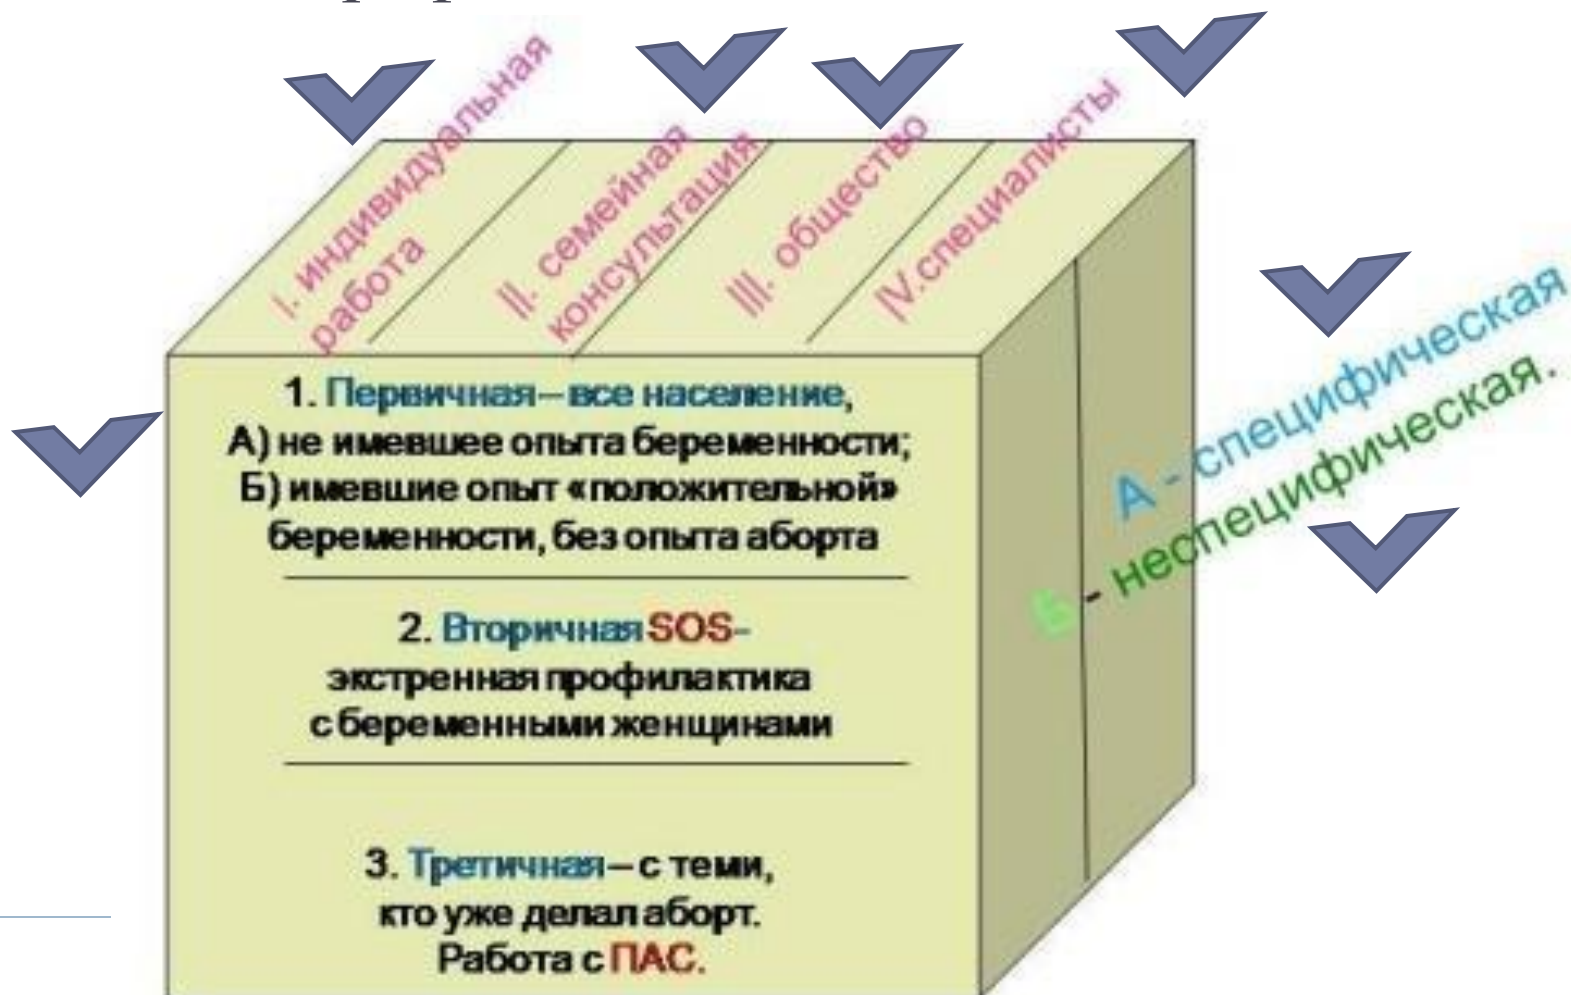 I. индивидуальная
работа
II. семейная
консультация
III. общество
IV.специалисты
1. Первичная – все население,
А) не имевшее опыта беременности;
Б) имевшие опыт «положительной»
беременности, без опыта аборта
2. Вторичная SOS–
экстренная профилактика
с беременными женщинами
3. Третичная – с теми,
кто уже делал аборт.
Работа с ПАС.
А - специфическая
Б - неспецифическая.